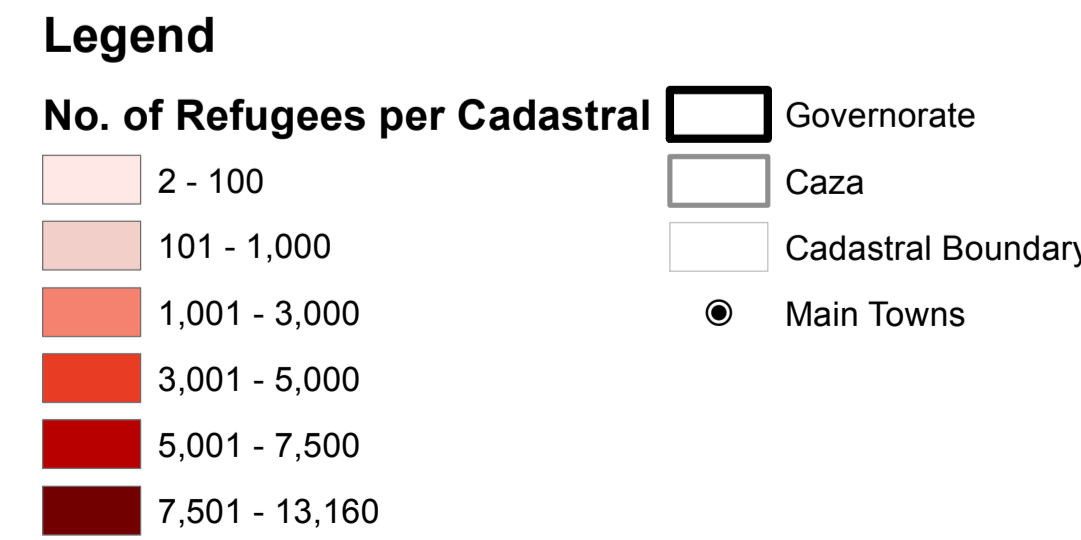 Legend
No. of Refugees per Cadastral
2 - 100
101 - 1,000
1,001 - 3,000
3,001 - 5,000
5,001 - 7,500
7,501 - 13,160
Governorate
Caza
Cadastral Boundary
Main Towns